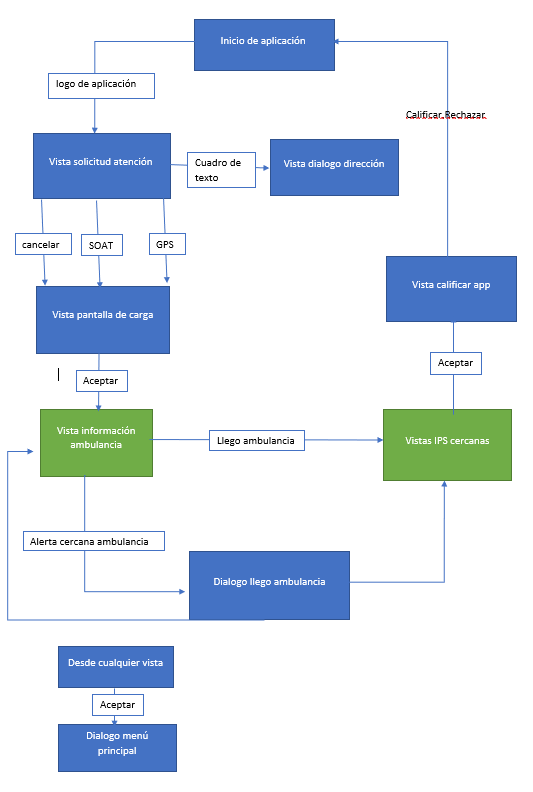 Inicio de aplicación
logo de aplicación
Calificar Rechazar
Vista solicitud atención
Cuadro de
texto
Vista dialogo dirección
cancelar
SOAT
GPS
Vista pantalla de carga
Vista calificar app
Aceptar
Aceptar
Vista información
ambulancia
Llego ambulancia
Vistas IPS cercanas
Alerta cercana ambulancia
Dialogo llego ambulancia
Desde cualquier vista
Aceptar
Dialogo menú
principal